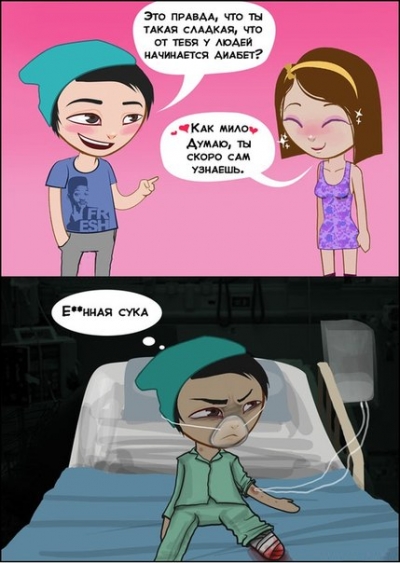 Это правда, что ты
такая сладкая, что
от тебя у людей
начинается диабет?
Как мило
Думаю, ты
скоро сам
узнаешь.
FR
ESH
Е**нная сука